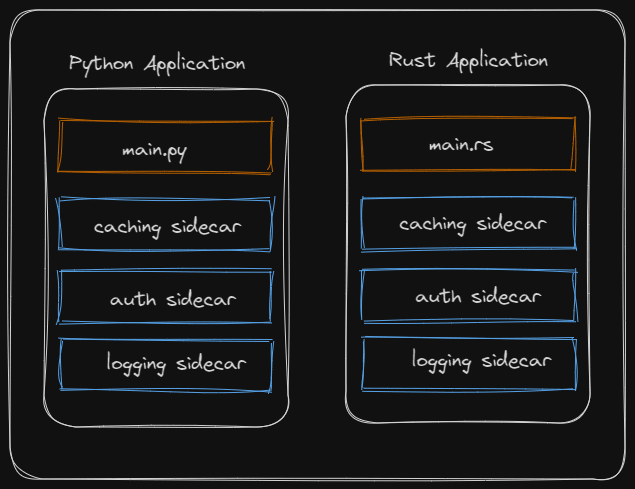 Python Application
main.py
caching sidecar
auth sidecar
logging sidecar
Rust Application
main.rs
caching sidecar
auth sidecar
logging sidecar